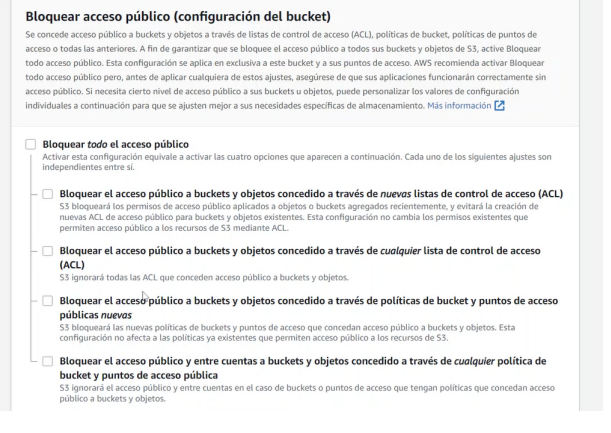 Bloquear acceso público (configuración del bucket)
Se concede acceso público a buckets y objetos a través de listas de control de acceso (ACL), políticas de bucket, políticas de puntos de
acceso o todas las anteriores. A fin de garantizar que se bloquee el acceso público a todos sus buckets y objetos de S3, active Bloquear
todo acceso público. Esta configuración se aplica en exclusiva a este bucket y a sus puntos de acceso. AWS recomienda activar Bloquear
todo acceso público pero, antes de aplicar cualquiera de estos ajustes, asegúrese de que sus aplicaciones funcionarán correctamente sin
acceso público. Si necesita cierto nivel de acceso público a sus buckets u objetos, puede personalizar los valores de configuración
individuales a continuación para que se ajusten mejor a sus necesidades específicas de almacenamiento. Más información
Bloquear todo el acceso público
Activar esta configuración equivale a activar las cuatro opciones que aparecen a continuación. Cada uno de los siguientes ajustes son
independientes entre sí.
Bloquear el acceso público a buckets y objetos concedido a través de nuevas listas de control de acceso (ACL)
S3 bloqueará los permisos de acceso público aplicados a objetos o buckets agregados recientemente, y evitará la creación de
nuevas ACL de acceso público para buckets y objetos existentes. Esta configuración no cambia los permisos existentes que
permiten acceso público a los recursos de S3 mediante ACL.
Bloquear el acceso público a buckets y objetos concedido a través de cualquier lista de control de acceso
(ACL)
S3 ignorará todas las ACL que conceden acceso público a buckets y objetos.
Bloquear el acceso público a buckets y objetos concedido a través de políticas de bucket y puntos de acceso
públicas nuevas
S3 bloqueará las nuevas políticas de buckets y puntos de acceso que concedan acceso público a buckets y objetos. Esta
configuración no afecta a las políticas ya existentes que permiten acceso público a los recursos de S3.
Bloquear el acceso público y entre cuentas a buckets y objetos concedido a través de cualquier política de
bucket y puntos de acceso pública
S3 ignorará el acceso público y entre cuentas en el caso de buckets o puntos de acceso que tengan políticas que concedan acceso
público a buckets y objetos.